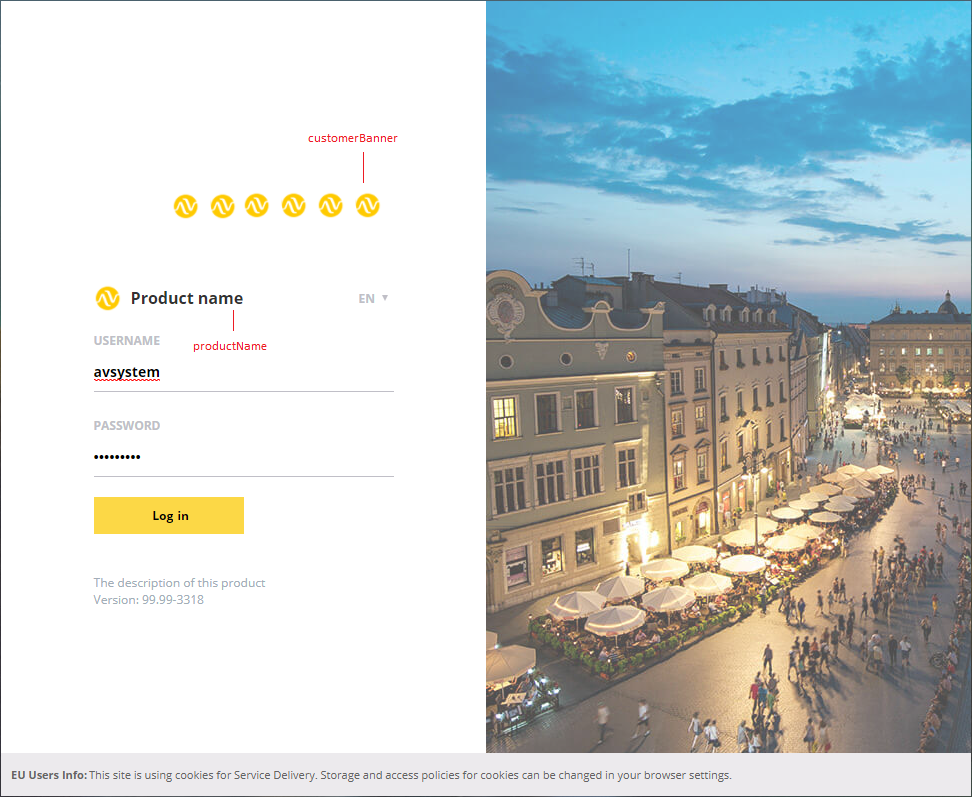 customerBanner
Product name
EN
productName
USERNAME
avsystem
PASSWORD
•••••••••
Log in
The description of this product
Version: 99.99-3318
EU Users Info: This site is using cookies for Service Delivery. Storage and access policies for cookies can be changed in your browser settings.